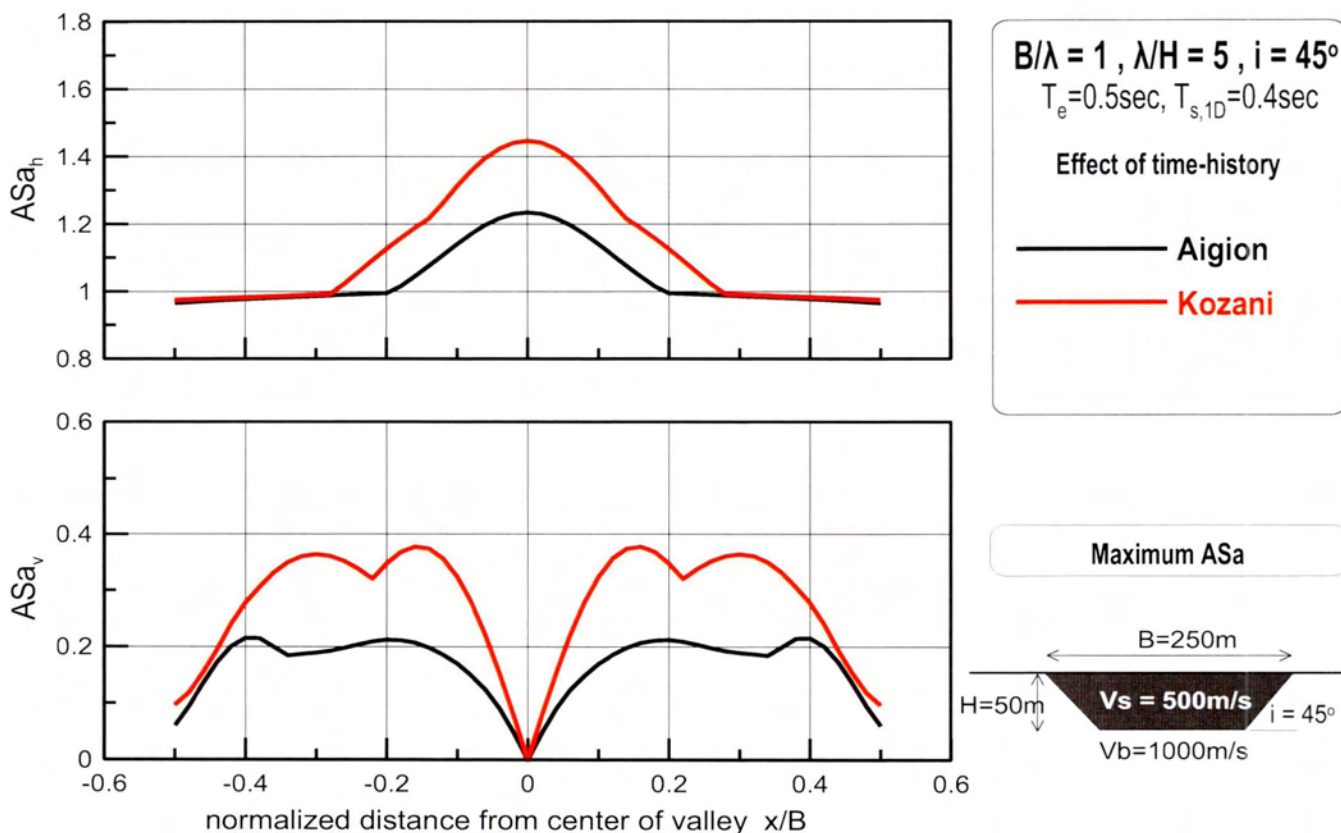 1.8
1.6
1.4
1.2
1
0.8
ASa_h
0.6
0.4
0.2
0
ASa_v
-0.6 -0.4 -0.2 0 0.2 0.4 0.6
normalized distance from center of valley x/B
B/λ = 1 , λ/H = 5 , i = 45º
T_e=0.5sec, T_s,1D=0.4sec
Effect of time-history
Aigion
Kozani
Maximum ASa
B=250m
H=50m
Vs = 500m/s
i = 45º
Vb=1000m/s